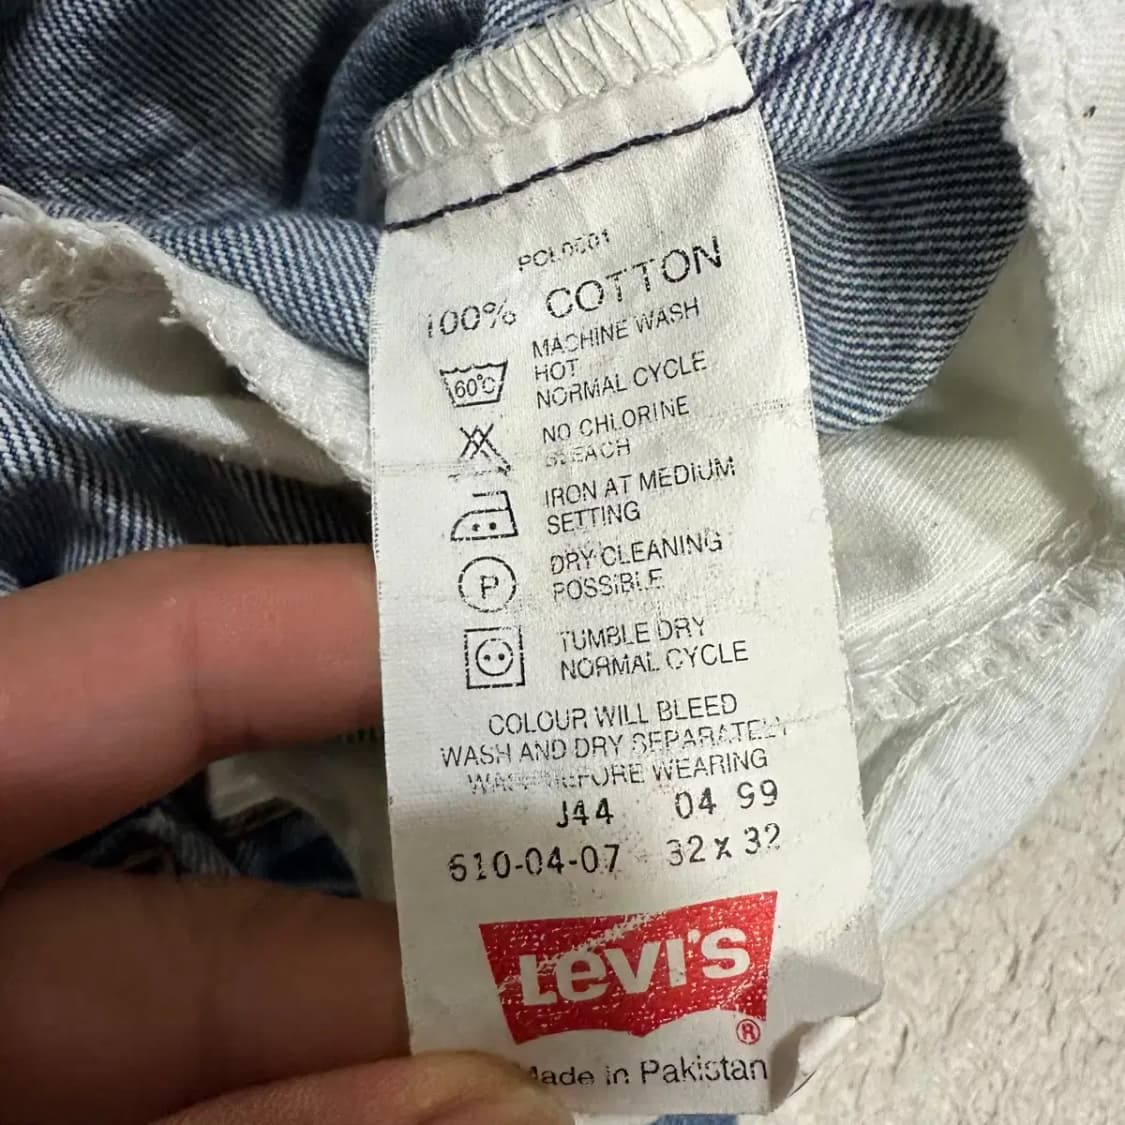 100% COTTON
60°C
MACHINE WASH
HOT
NORMAL CYCLE
NO CHLORINE
BLEACH
IRON AT MEDIUM
SETTING
P
DRY CLEANING
POSSIBLE
TUMBLE DRY
NORMAL CYCLE
COLOUR WILL BLEED
WASH AND DRY SEPARATELY
BEFORE WEARING
J44 04 99
610-04-07 32 x 32
LEVI'S
®
Made in Pakistan